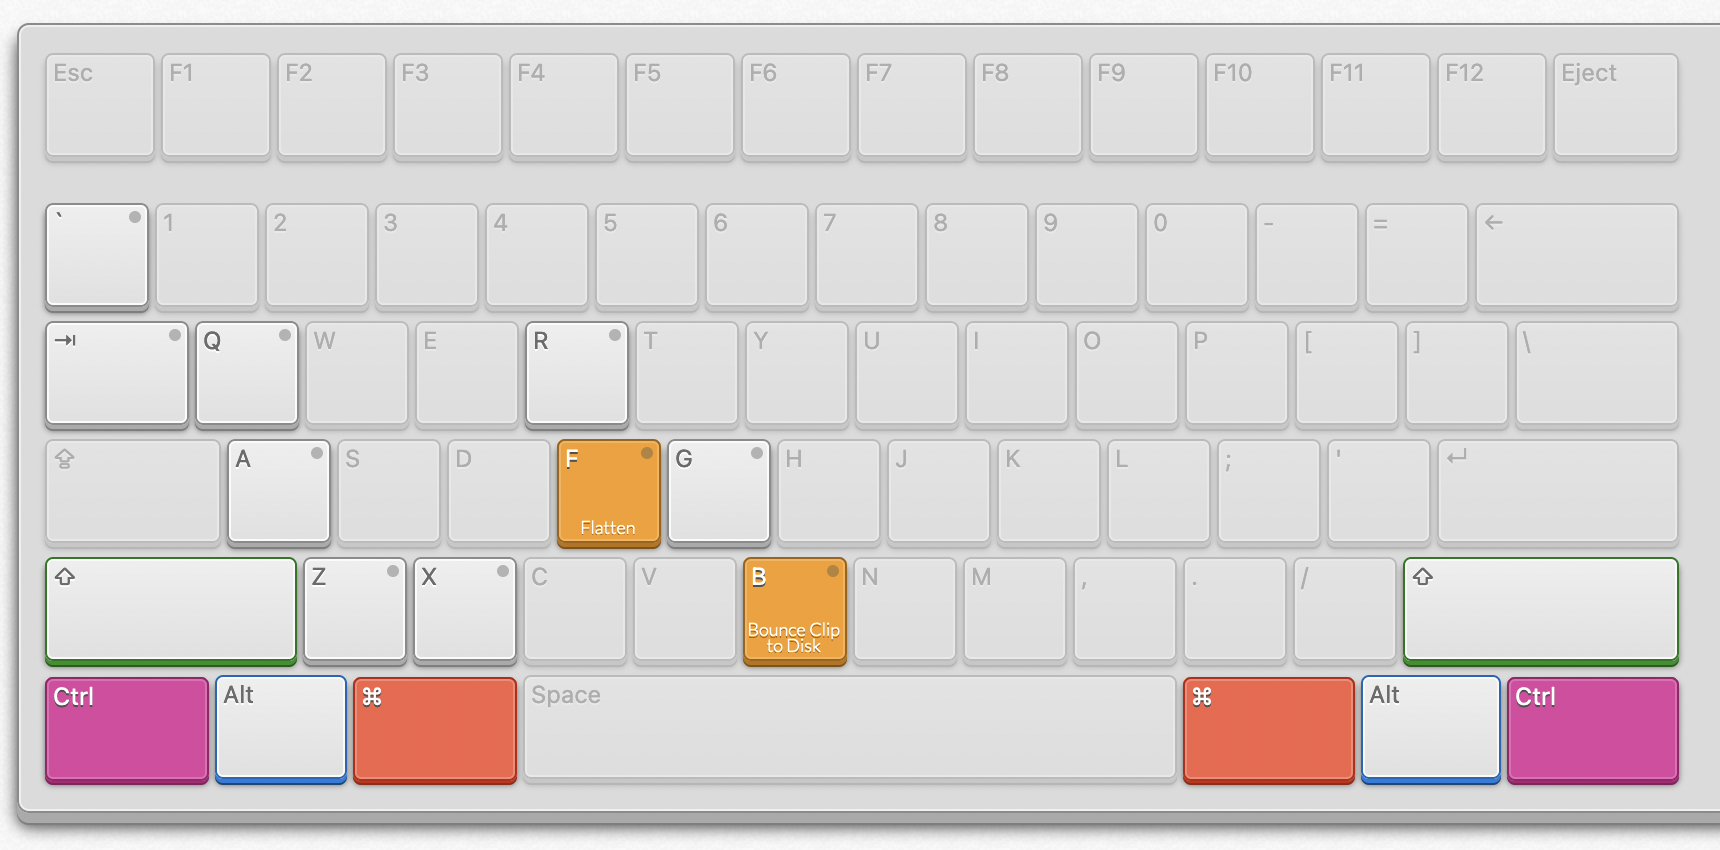 Esc F1 F2 F3 F4 F5 F6 F7 F8 F9 F10 F11 F12 Eject
` 1 2 3 4 5 6 7 8 9 0 - = ←
⇥ Q W E R T Y U I O P [ ] \
⇪ A S D F G H J K L ; ' ↵
Flatten
⇧ Z X C V B N M , . / ⇧
Bounce Clip
to Disk
Ctrl Alt ⌘ Space ⌘ Alt Ctrl